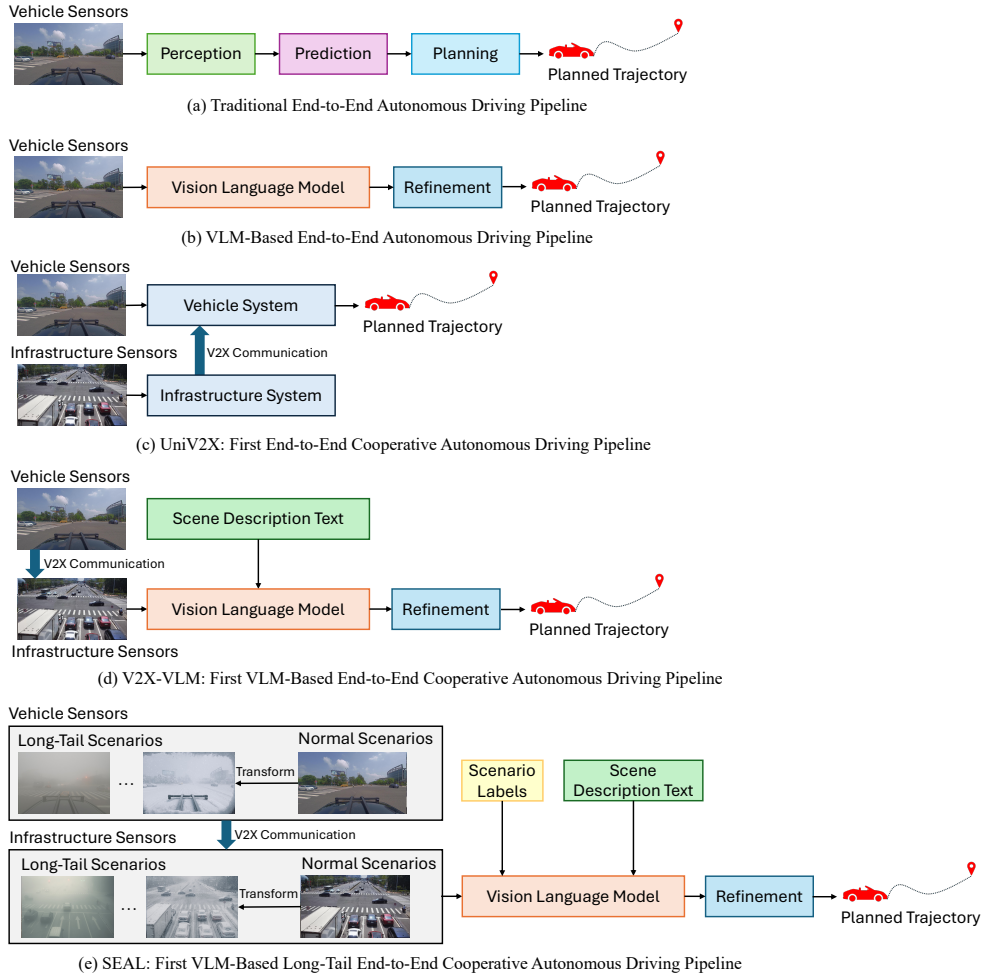 Vehicle Sensors
Perception
Prediction
Planning
Planned Trajectory
(a) Traditional End-to-End Autonomous Driving Pipeline
Vehicle Sensors
Vision Language Model
Refinement
Planned Trajectory
(b) VLM-Based End-to-End Autonomous Driving Pipeline
Vehicle Sensors
Vehicle System
Planned Trajectory
V2X Communication
Infrastructure Sensors
Infrastructure System
(c) UniV2X: First End-to-End Cooperative Autonomous Driving Pipeline
Vehicle Sensors
Scene Description Text
V2X Communication
Vision Language Model
Refinement
Planned Trajectory
Infrastructure Sensors
(d) V2X-VLM: First VLM-Based End-to-End Cooperative Autonomous Driving Pipeline
Vehicle Sensors
Long-Tail Scenarios
Normal Scenarios
...
Transform
Scenario
Labels
Scene
Description Text
V2X Communication
Infrastructure Sensors
Long-Tail Scenarios
Normal Scenarios
...
Transform
Vision Language Model
Refinement
Planned Trajectory
(e) SEAL: First VLM-Based Long-Tail End-to-End Cooperative Autonomous Driving Pipeline